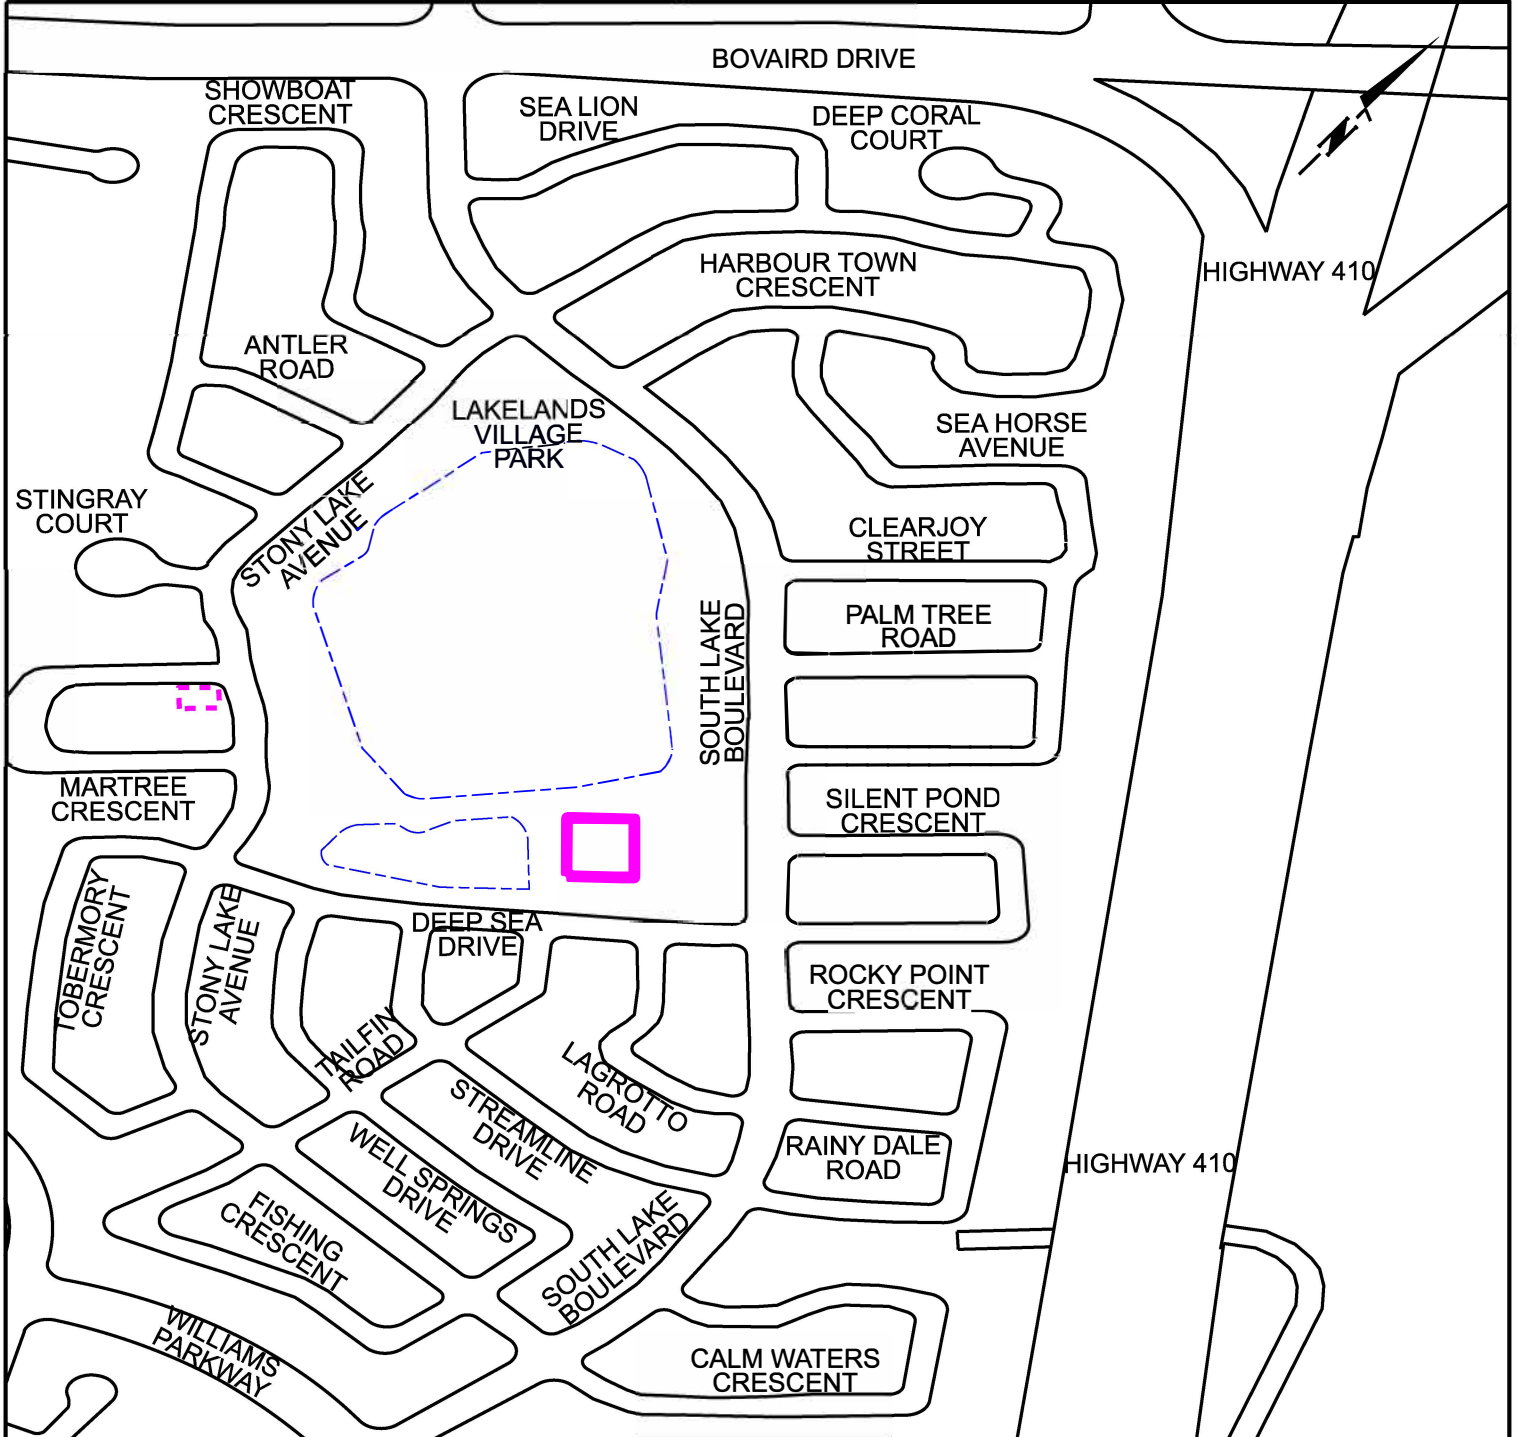 BOVAIRD DRIVE
SHOWBOAT
CRESCENT
SEA LION
DRIVE
DEEP CORAL
COURT
N
HARBOUR TOWN
CRESCENT
HIGHWAY 410
ANTLER
ROAD
LAKELANDS
VILLAGE
PARK
SEA HORSE
AVENUE
STINGRAY
COURT
STONY LAKE
AVENUE
CLEARJOY
STREET
PALM TREE
ROAD
SOUTH LAKE
BOULEVARD
MARTREE
CRESCENT
SILENT POND
CRESCENT
TOBERMORY
CRESCENT
STONY LAKE
AVENUE
DEEP SEA
DRIVE
ROCKY POINT
CRESCENT
TAILFIN
ROAD
LAGROTTO
ROAD
STREAMLINE
DRIVE
WELL SPRINGS
DRIVE
RAINY DALE
ROAD
HIGHWAY 410
FISHING
CRESCENT
SOUTH LAKE
BOULEVARD
WILLIAMS
PARKWAY
CALM WATERS
CRESCENT